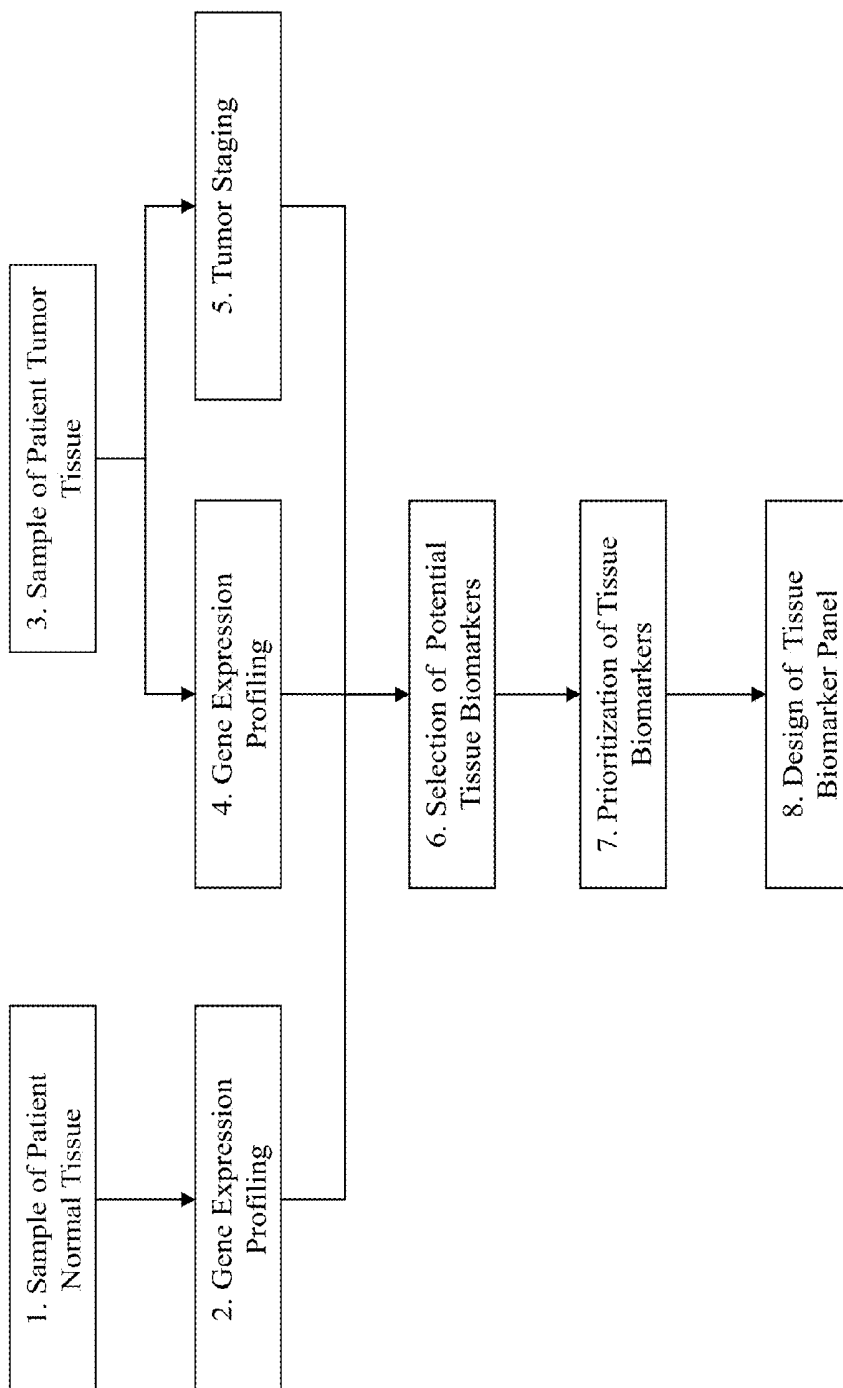 1. Sample of Patient
Normal Tissue
2. Gene Expression
Profiling
3. Sample of Patient Tumor
Tissue
4. Gene Expression
Profiling
5. Tumor Staging
6. Selection of Potential
Tissue Biomarkers
7. Prioritization of Tissue
Biomarkers
8. Design of Tissue
Biomarker Panel